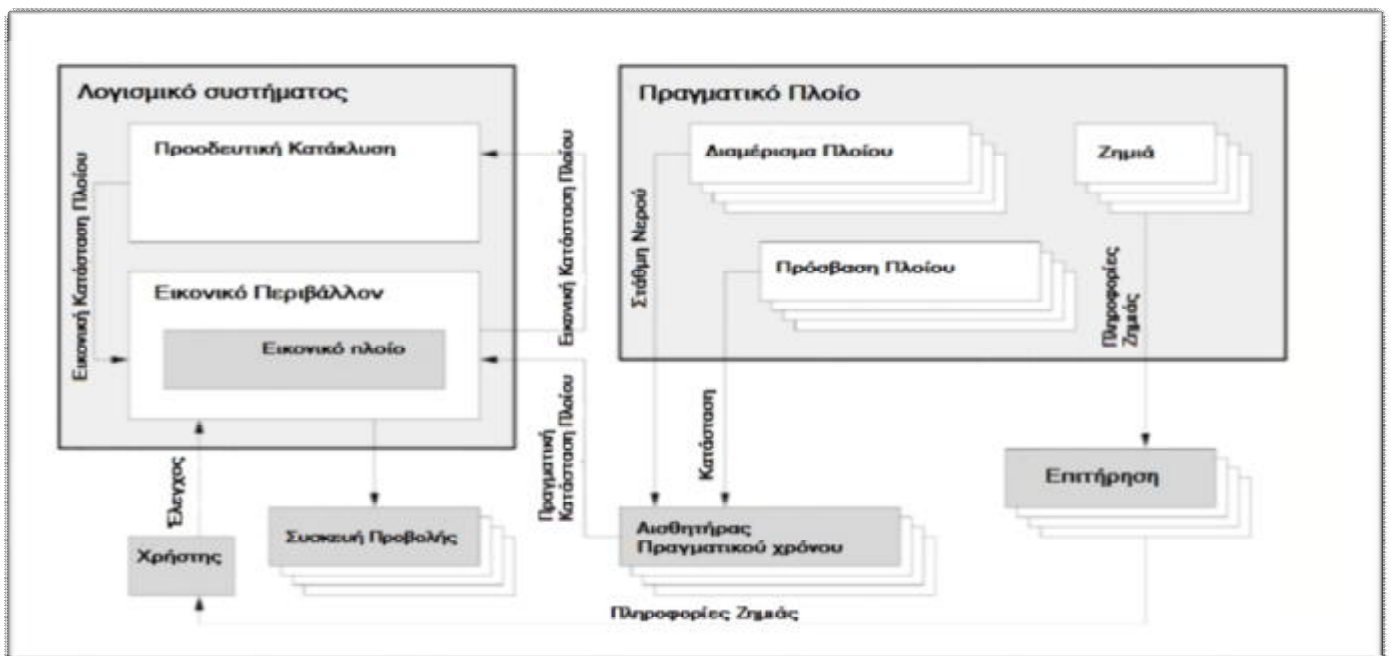 Λογισμικό συστήματος
Προοδευτική Κατάκλυση
Εικονική Κατάσταση Πλοίου
Εικονικό Περιβάλλον
Εικονικό πλοίο
Εικονική Κατάσταση Πλοίου
Πραγματικό Πλοίο
Διαμέρισμα Πλοίου
Ζημιά
Στάθμη Νερού
Πρόσβαση Πλοίου
Πληροφορίες
Ζημιάς
Πραγματική
Κατάσταση Πλοίου
Κατάσταση
Επιτήρηση
Έλεγχος
Χρήστης
Συσκευή Προβολής
Αισθητήρας
Πραγματικού χρόνου
Πληροφορίες Ζημιάς